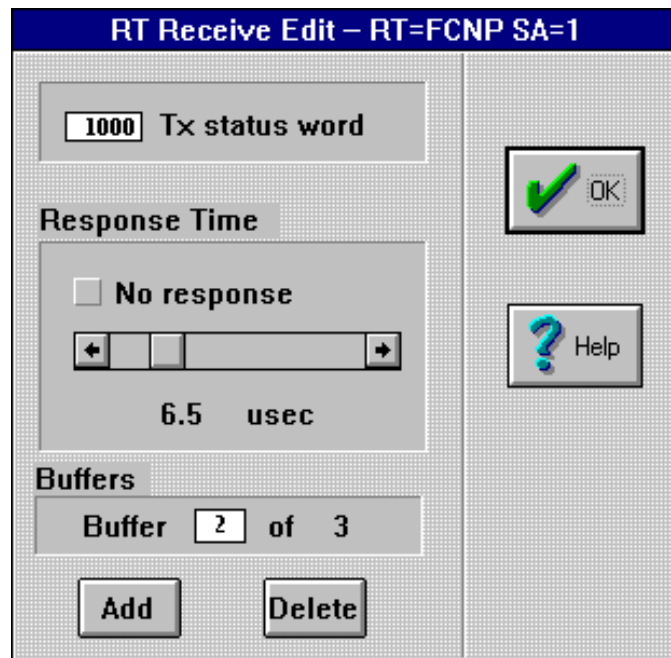 RT Receive Edit – RT=FCNP SA=1
1000 Tx status word
OK
Response Time
No response
Help
6.5 usec
Buffers
Buffer 2 of 3
Add Delete